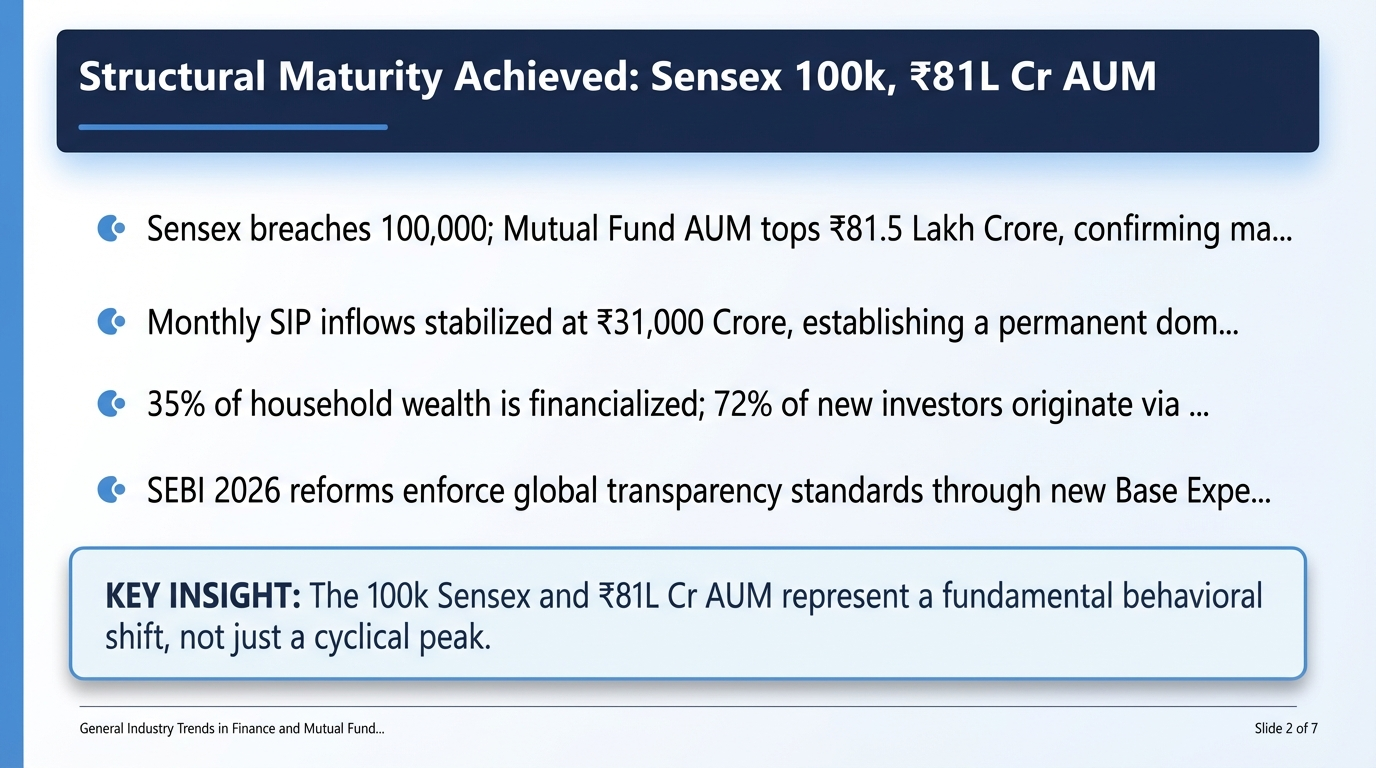 Structural Maturity Achieved: Sensex 100k, ₹81L Cr AUM
Sensex breaches 100,000; Mutual Fund AUM tops ₹81.5 Lakh Crore, confirming ma...
Monthly SIP inflows stabilized at ₹31,000 Crore, establishing a permanent dom...
35% of household wealth is financialized; 72% of new investors originate via ...
SEBI 2026 reforms enforce global transparency standards through new Base Expe...
KEY INSIGHT: The 100k Sensex and ₹81L Cr AUM represent a fundamental behavioral
shift, not just a cyclical peak.
General Industry Trends in Finance and Mutual Fund...
Slide 2 of 7